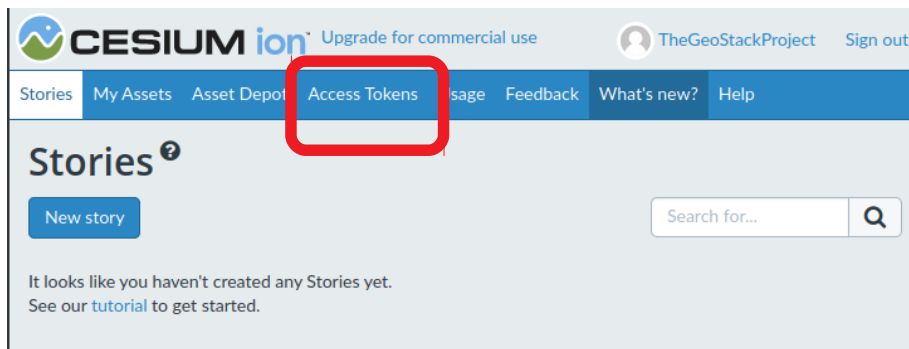 CESIUM ion Upgrade for commercial use TheGeoStackProject Sign out
Stories My Assets Asset Depot Access Tokens Usage Feedback What's new? Help
Stories
New story Search for...
It looks like you haven't created any Stories yet.
See our tutorial to get started.